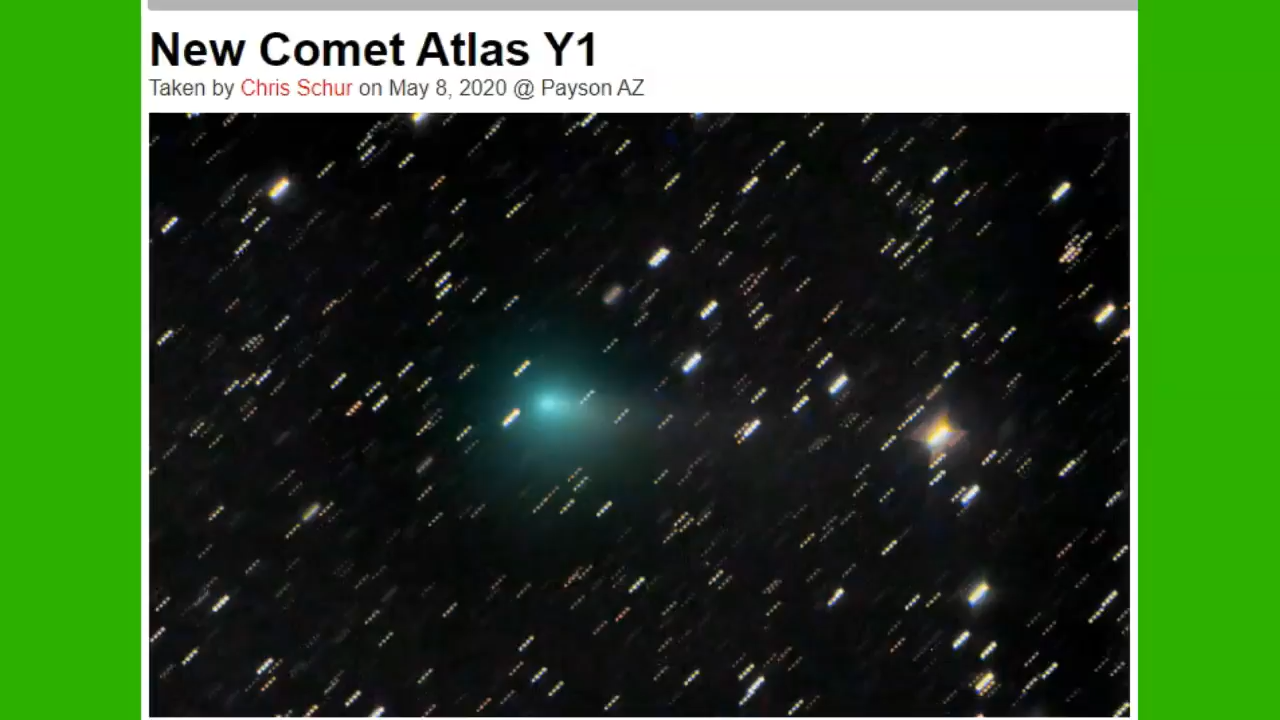 New Comet Atlas Y1
Taken by Chris Schur on May 8, 2020 @ Payson AZ